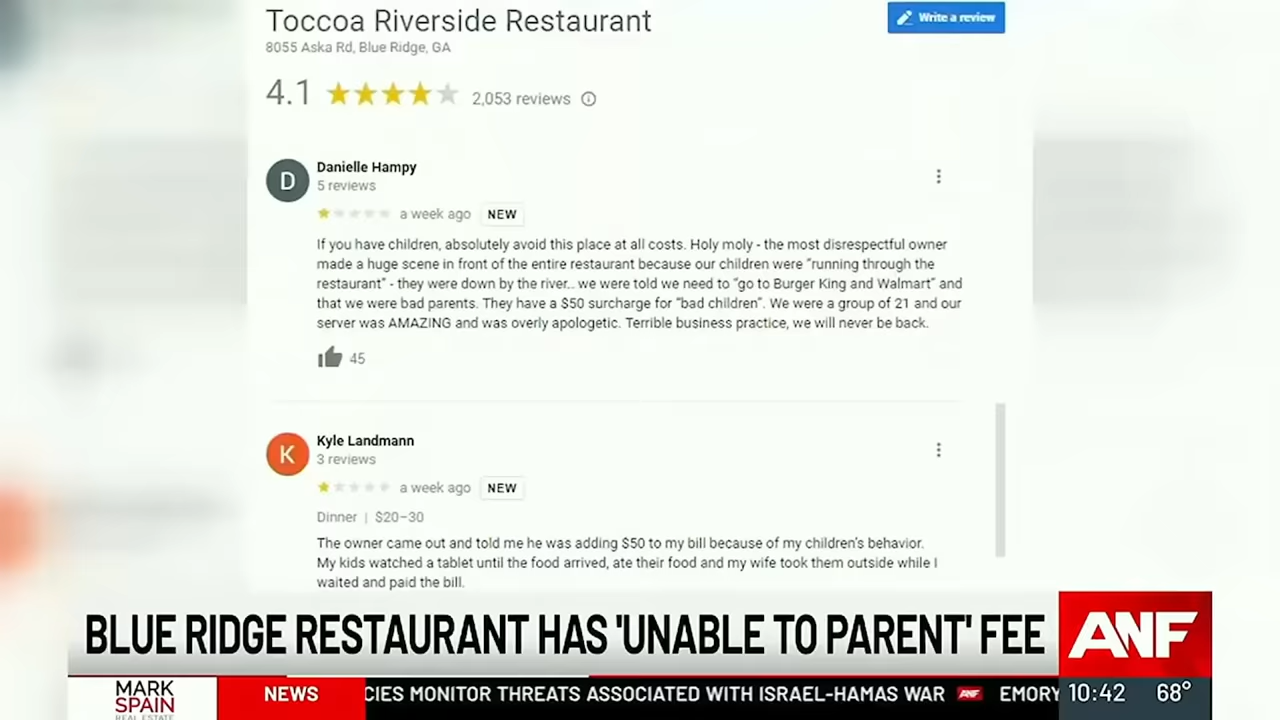 Toccoa Riverside Restaurant
Write a review
8055 Aska Rd, Blue Ridge, GA
4.1
2,053 reviews
D
Danielle Hampy
5 reviews
a week ago
NEW
If you have children, absolutely avoid this place at all costs. Holy moly - the most disrespectful owner
made a huge scene in front of the entire restaurant because our children were "running through the
restaurant" - they were down by the river.. we were told we need to "go to Burger King and Walmart" and
that we were bad parents. They have a $50 surcharge for "bad children". We were a group of 21 and our
server was AMAZING and was overly apologetic. Terrible business practice, we will never be back.
45
K
Kyle Landmann
3 reviews
a week ago
NEW
Dinner | $20–30
The owner came out and told me he was adding $50 to my bill because of my children's behavior.
My kids watched a tablet until the food arrived, ate their food and my wife took them outside while I
waited and paid the bill.
BLUE RIDGE RESTAURANT HAS 'UNABLE TO PARENT' FEE
ANF
MARK
SPAIN
REAL ESTATE
NEWS
CIES MONITOR THREATS ASSOCIATED WITH ISRAEL-HAMAS WAR ANF EMORY
10:42 68°